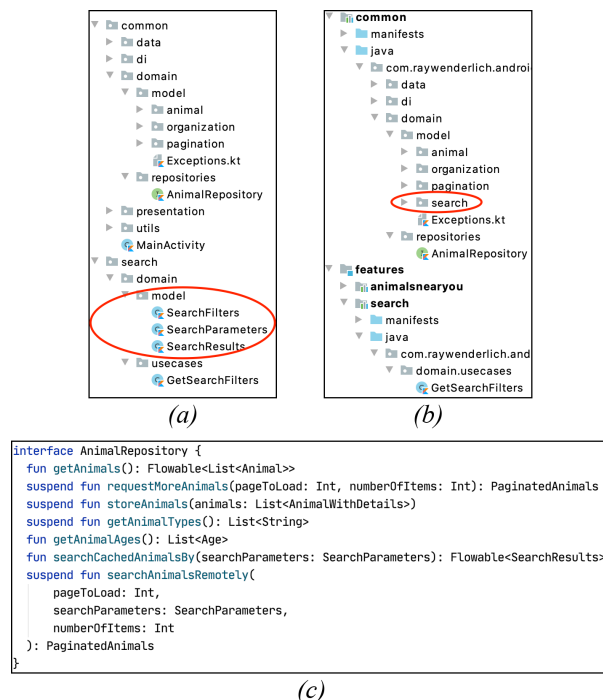 common
data
di
domain
model
animal
organization
pagination
Exceptions.kt
repositories
AnimalRepository
presentation
utils
MainActivity
search
domain
model
SearchFilters
SearchParameters
SearchResults
usecases
GetSearchFilters
(a)
common
manifests
java
com.raywenderlich.androi
data
di
domain
model
animal
organization
pagination
search
Exceptions.kt
repositories
AnimalRepository
features
animalsnearyou
search
manifests
java
com.raywenderlich.and
domain.usecases
GetSearchFilters
(b)
interface AnimalRepository {
fun getAnimals(): Flowable<List<Animal>>
suspend fun requestMoreAnimals(pageToLoad: Int, numberOfItems: Int): PaginatedAnimals
suspend fun storeAnimals(animals: List<AnimalWithDetails>)
suspend fun getAnimalTypes(): List<String>
fun getAnimalAges(): List<Age>
fun searchCachedAnimalsBy(searchParameters: SearchParameters): Flowable<SearchResults>
suspend fun searchAnimalsRemotely(
pageToLoad: Int,
searchParameters: SearchParameters,
numberOfItems: Int
): PaginatedAnimals
}
(c)